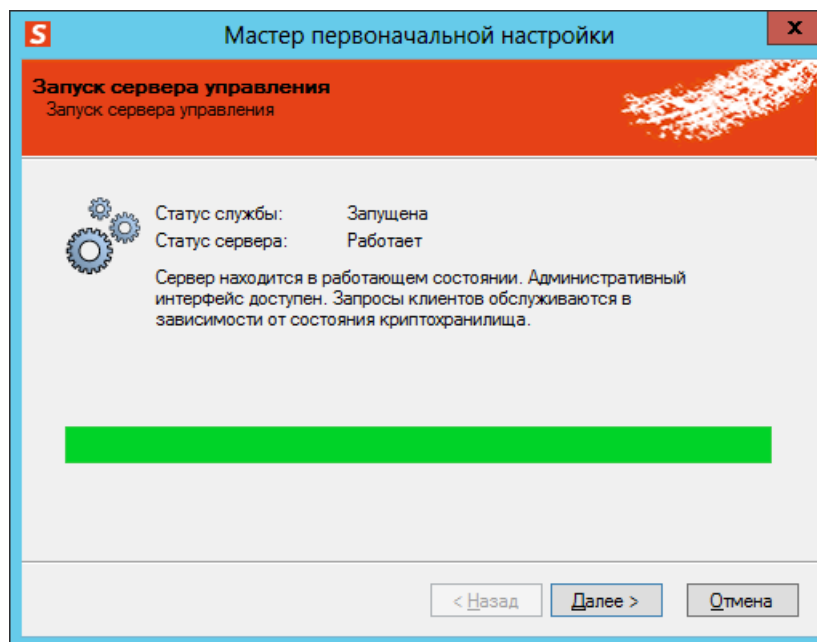 S
Мастер первоначальной настройки
x
Запуск сервера управления
Запуск сервера управления
Статус службы: Запущена
Статус сервера: Работает
Сервер находится в работающем состоянии. Административный
интерфейс доступен. Запросы клиентов обслуживаются в
зависимости от состояния криптохранилища.
< Назад Далее > Отмена